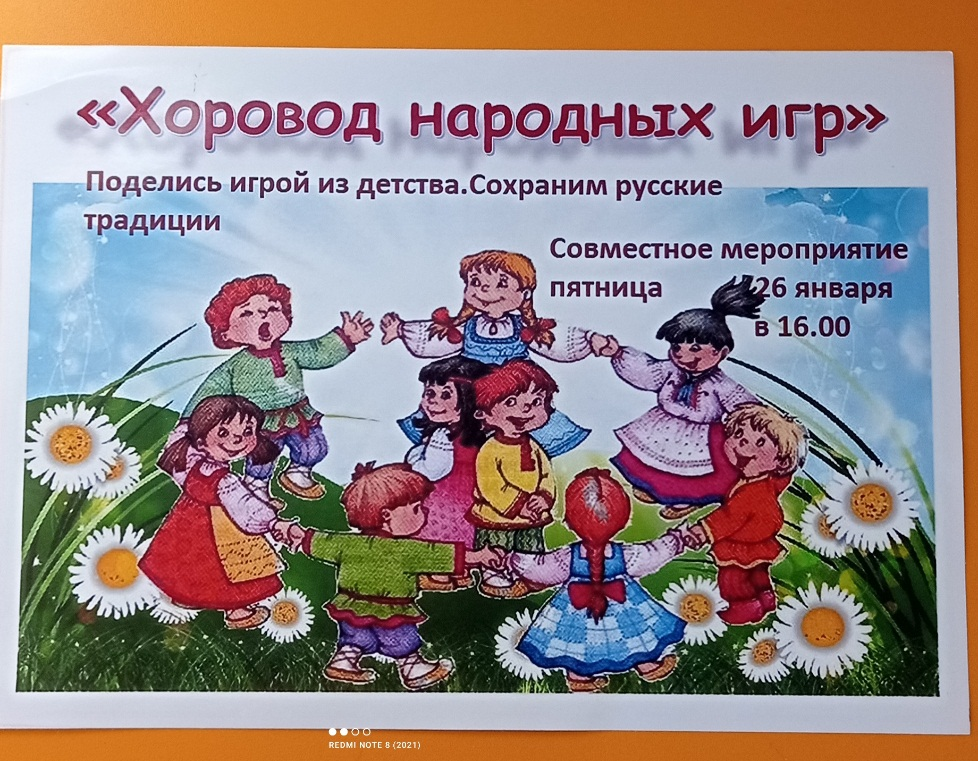 «Хоровод народных игр»
Поделись игрой из детства.Сохраним русские
традиции
Совместное мероприятие
пятница 26 января
в 16.00
REDMI NOTE 8 (2021)